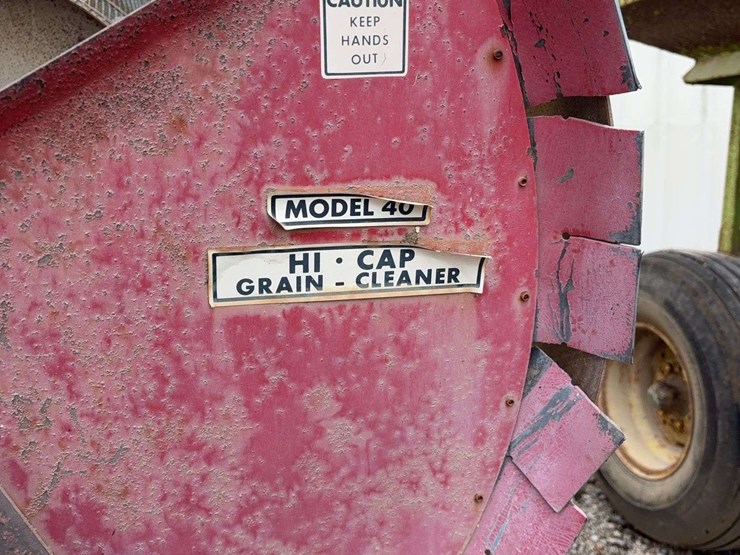 CAUTION
KEEP
HANDS
OUT
MODEL 40
HI · CAP
GRAIN - CLEANER